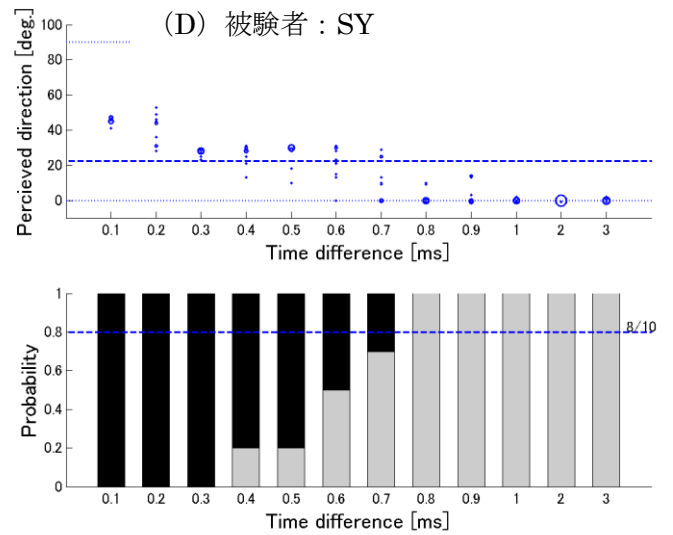 (D) 被験者：SY
Percieved direction [deg.]
100
80
60
40
20
0
0.1 0.2 0.3 0.4 0.5 0.6 0.7 0.8 0.9 1 2 3
Time difference [ms]
Probability
1
0.8
0.6
0.4
0.2
0
8/10
0.1 0.2 0.3 0.4 0.5 0.6 0.7 0.8 0.9 1 2 3
Time difference [ms]